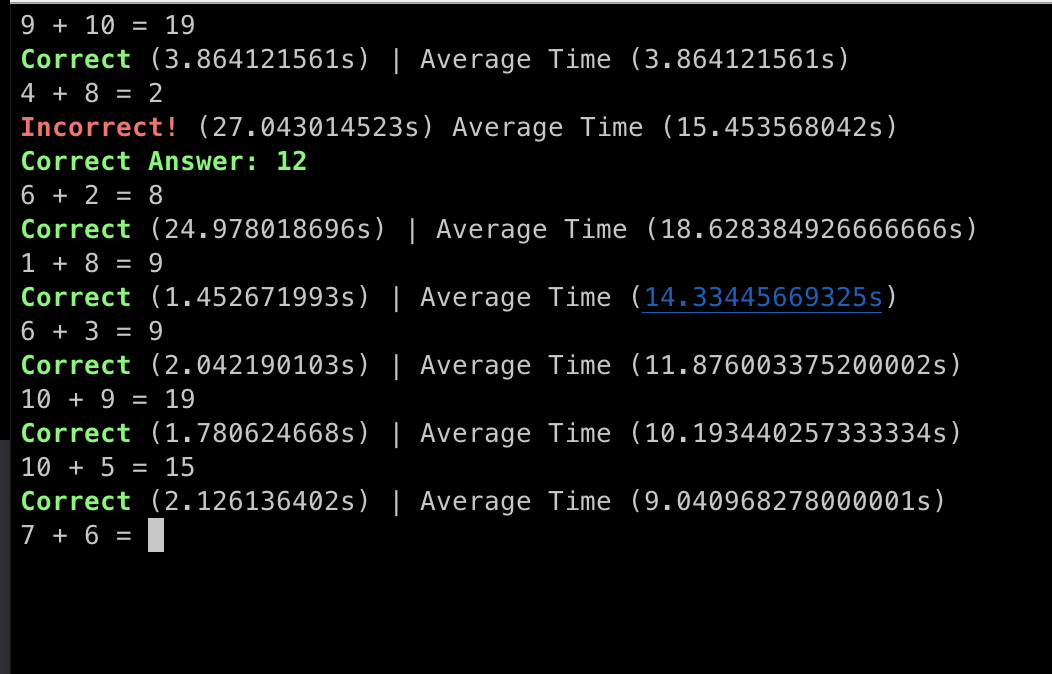 9 + 10 = 19
Correct (3.864121561s) | Average Time (3.864121561s)
4 + 8 = 2
Incorrect! (27.043014523s) Average Time (15.453568042s)
Correct Answer: 12
6 + 2 = 8
Correct (24.978018696s) | Average Time (18.628384926666666s)
1 + 8 = 9
Correct (1.452671993s) | Average Time (14.33445669325s)
6 + 3 = 9
Correct (2.042190103s) | Average Time (11.876003375200002s)
10 + 9 = 19
Correct (1.780624668s) | Average Time (10.193440257333334s)
10 + 5 = 15
Correct (2.126136402s) | Average Time (9.040968278000001s)
7 + 6 =